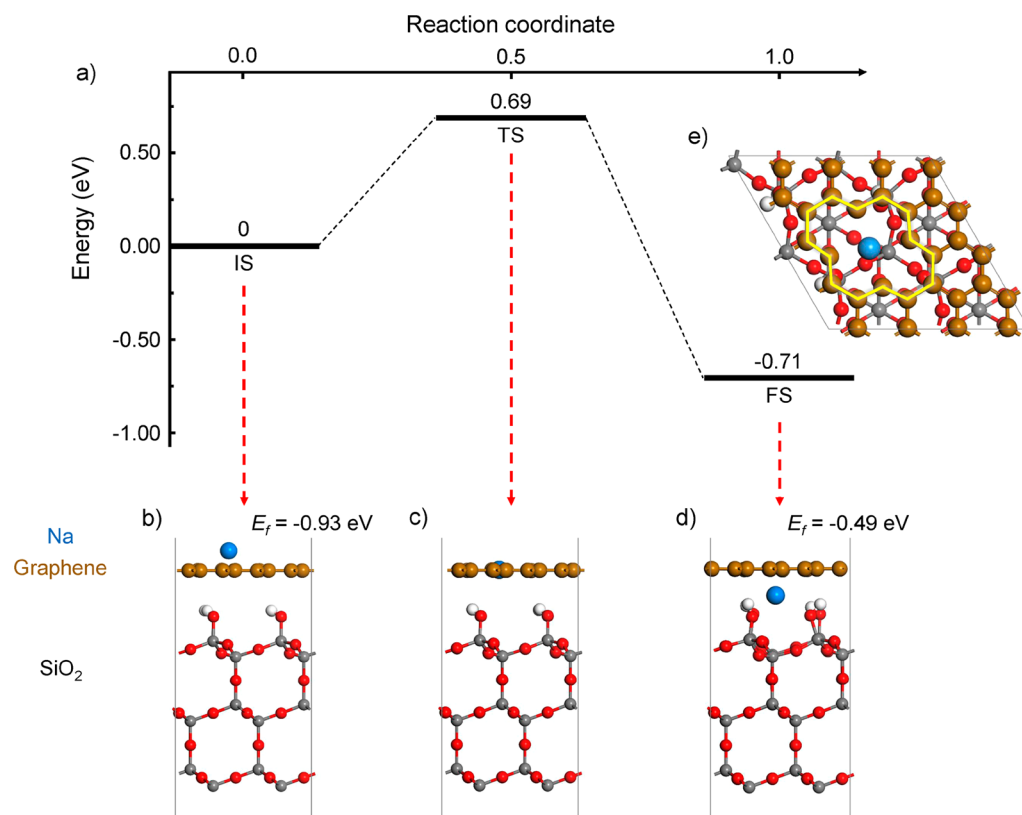 Reaction coordinate
0.0 0.5 1.0
a)
0.69
TS
e)
0.50
0
0.00
IS
Energy (eV)
-0.50
-0.71
FS
-1.00
b) E_f = -0.93 eV
c)
d) E_f = -0.49 eV
Na
Graphene
SiO₂